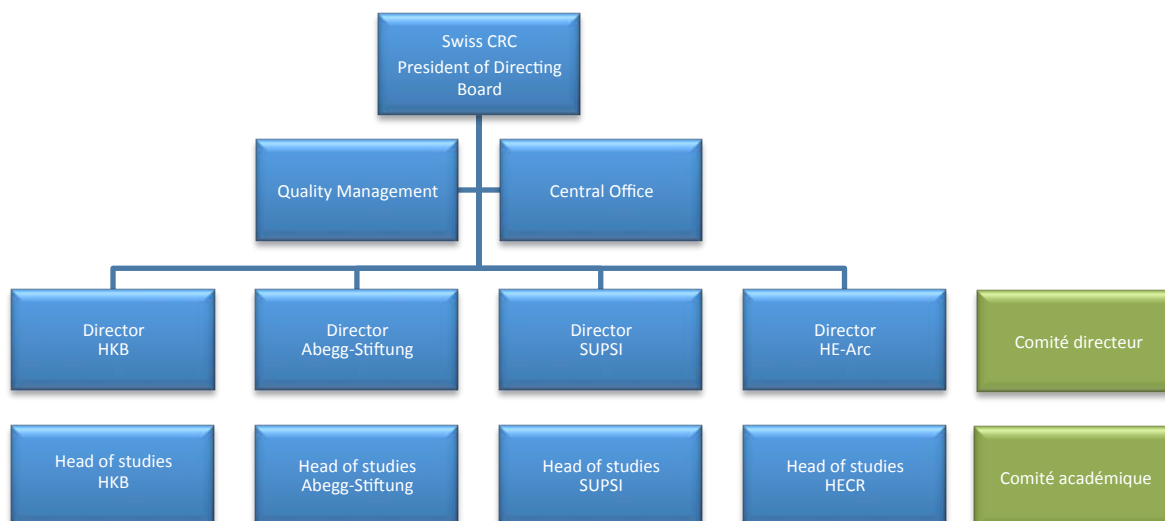 Swiss CRC
President of Directing
Board
Quality Management
Central Office
Director
HKB
Director
Abegg-Stiftung
Director
SUPSI
Director
HE-Arc
Comité directeur
Head of studies
HKB
Head of studies
Abegg-Stiftung
Head of studies
SUPSI
Head of studies
HECR
Comité académique